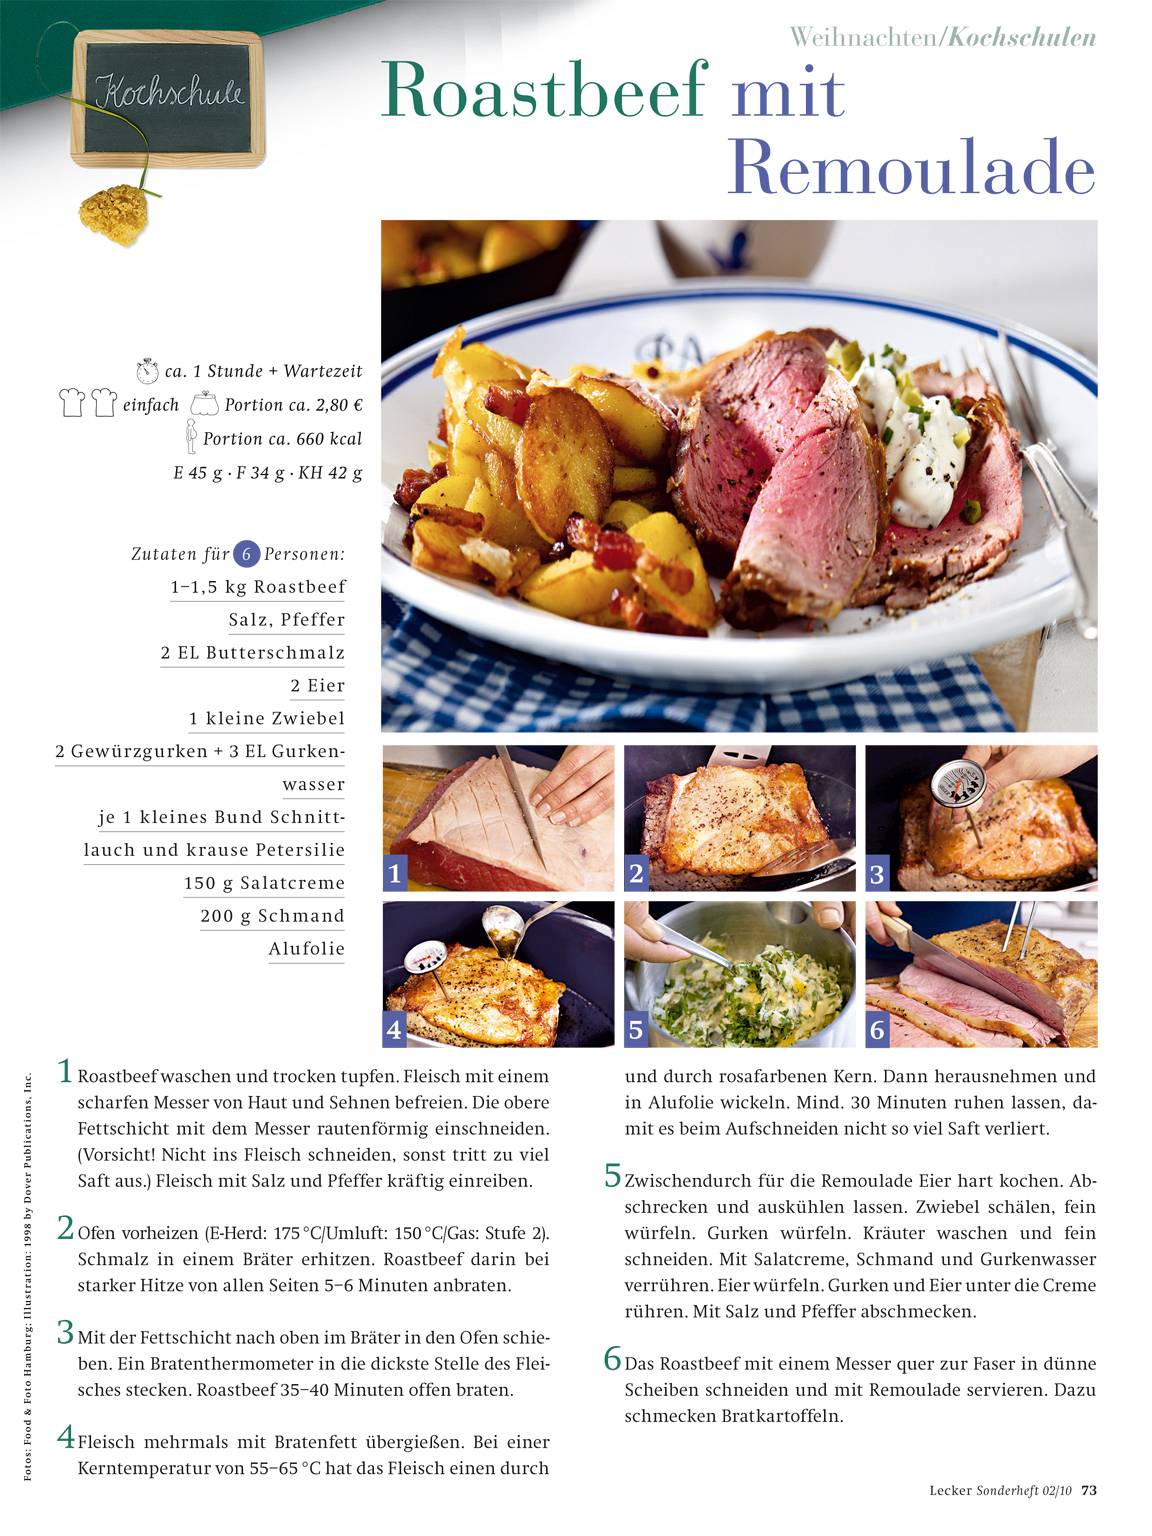 Weihnachten/Kochschulen
Kochschule
Roastbeef mit
Remoulade
ca. 1 Stunde + Wartezeit
einfach Portion ca. 2,80 €
Portion ca. 660 kcal
E 45 g · F 34 g · KH 42 g
Zutaten für 6 Personen:
1–1,5 kg Roastbeef
Salz, Pfeffer
2 EL Butterschmalz
2 Eier
1 kleine Zwiebel
2 Gewürzgurken + 3 EL Gurken-
wasser
je 1 kleines Bund Schnitt-
lauch und krause Petersilie
150 g Salatcreme
200 g Schmand
Alufolie
1
2
3
4
5
6
1 Roastbeef waschen und trocken tupfen. Fleisch mit einem
scharfen Messer von Haut und Sehnen befreien. Die obere
Fettschicht mit dem Messer rautenförmig einschneiden.
(Vorsicht! Nicht ins Fleisch schneiden, sonst tritt zu viel
Saft aus.) Fleisch mit Salz und Pfeffer kräftig einreiben.
2 Ofen vorheizen (E-Herd: 175 °C/Umluft: 150 °C/Gas: Stufe 2).
Schmalz in einem Bräter erhitzen. Roastbeef darin bei
starker Hitze von allen Seiten 5–6 Minuten anbraten.
3 Mit der Fettschicht nach oben im Bräter in den Ofen schie-
ben. Ein Bratenthermometer in die dickste Stelle des Flei-
sches stecken. Roastbeef 35–40 Minuten offen braten.
4 Fleisch mehrmals mit Bratenfett übergießen. Bei einer
Kerntemperatur von 55–65 °C hat das Fleisch einen durch
und durch rosafarbenen Kern. Dann herausnehmen und
in Alufolie wickeln. Mind. 30 Minuten ruhen lassen, da-
mit es beim Aufschneiden nicht so viel Saft verliert.
5 Zwischendurch für die Remoulade Eier hart kochen. Ab-
schrecken und auskühlen lassen. Zwiebel schälen, fein
würfeln. Gurken würfeln. Kräuter waschen und fein
schneiden. Mit Salatcreme, Schmand und Gurkenwasser
verrühren. Eier würfeln. Gurken und Eier unter die Creme
rühren. Mit Salz und Pfeffer abschmecken.
6 Das Roastbeef mit einem Messer quer zur Faser in dünne
Scheiben schneiden und mit Remoulade servieren. Dazu
schmecken Bratkartoffeln.
Fotos: Food & Foto Hamburg; Illustration: 1998 by Dover Publications, Inc.
Lecker Sonderheft 02/10 73